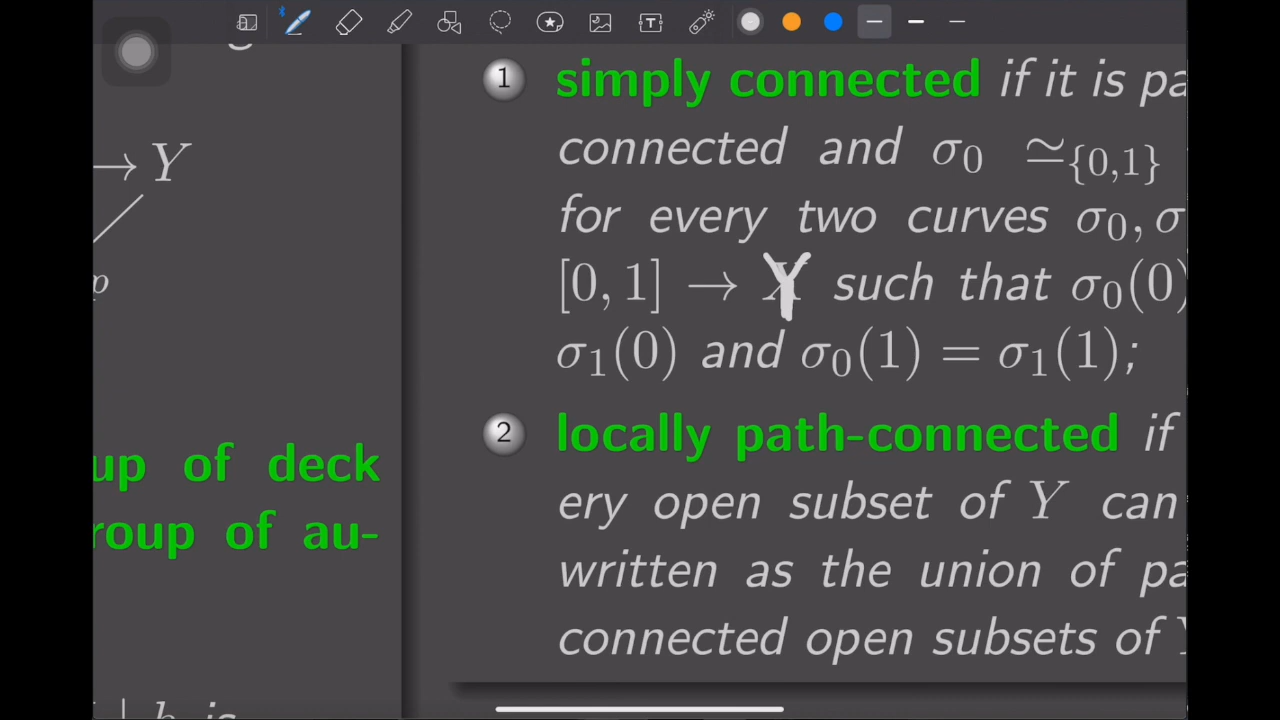 → Y
p
up of deck
roup of au-
1 simply connected if it is pa
connected and σ₀ ≃_{0,1}
for every two curves σ₀, σ
[0, 1] → Y such that σ₀(0)
σ₁(0) and σ₀(1) = σ₁(1);
2 locally path-connected if
ery open subset of Y can
written as the union of pa
connected open subsets of